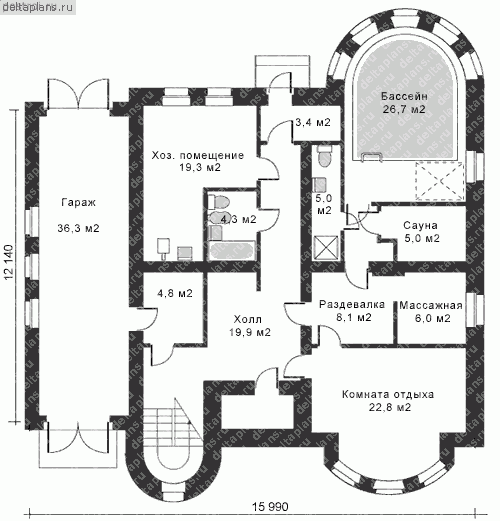 deltaplans.ru
Бассейн
26,7 м2
3,4 м2
Хоз. помещение
19,3 м2
5,0
м2
Гараж
36,3 м2
4,3 м2
Сауна
5,0 м2
12 140
4,8 м2
Раздевалка
8,1 м2
Массажная
6,0 м2
Холл
19,9 м2
Комната отдыха
22,8 м2
15 990